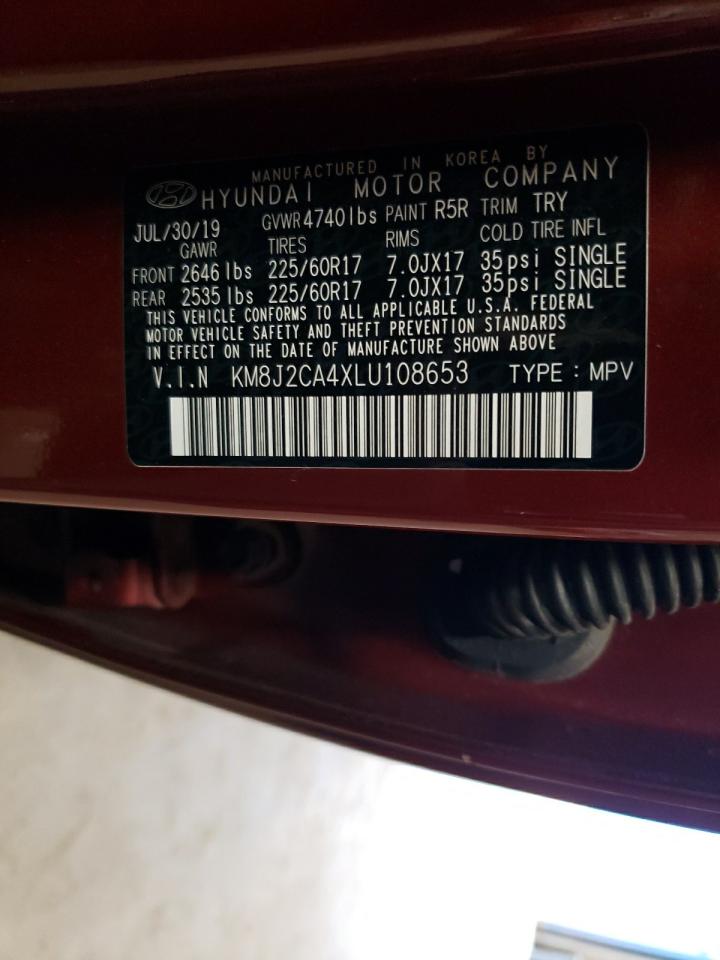 MANUFACTURED IN KOREA BY
HYUNDAI MOTOR COMPANY
JUL/30/19 GVWR 4740lbs PAINT R5R TRIM TRY
GAWR TIRES RIMS COLD TIRE INFL
FRONT 2646 lbs 225/60R17 7.0JX17 35psi SINGLE
REAR 2535 lbs 225/60R17 7.0JX17 35psi SINGLE
THIS VEHICLE CONFORMS TO ALL APPLICABLE U.S.A. FEDERAL
MOTOR VEHICLE SAFETY AND THEFT PREVENTION STANDARDS
IN EFFECT ON THE DATE OF MANUFACTURE SHOWN ABOVE
V.I.N KM8J2CA4XLU108653 TYPE : MPV